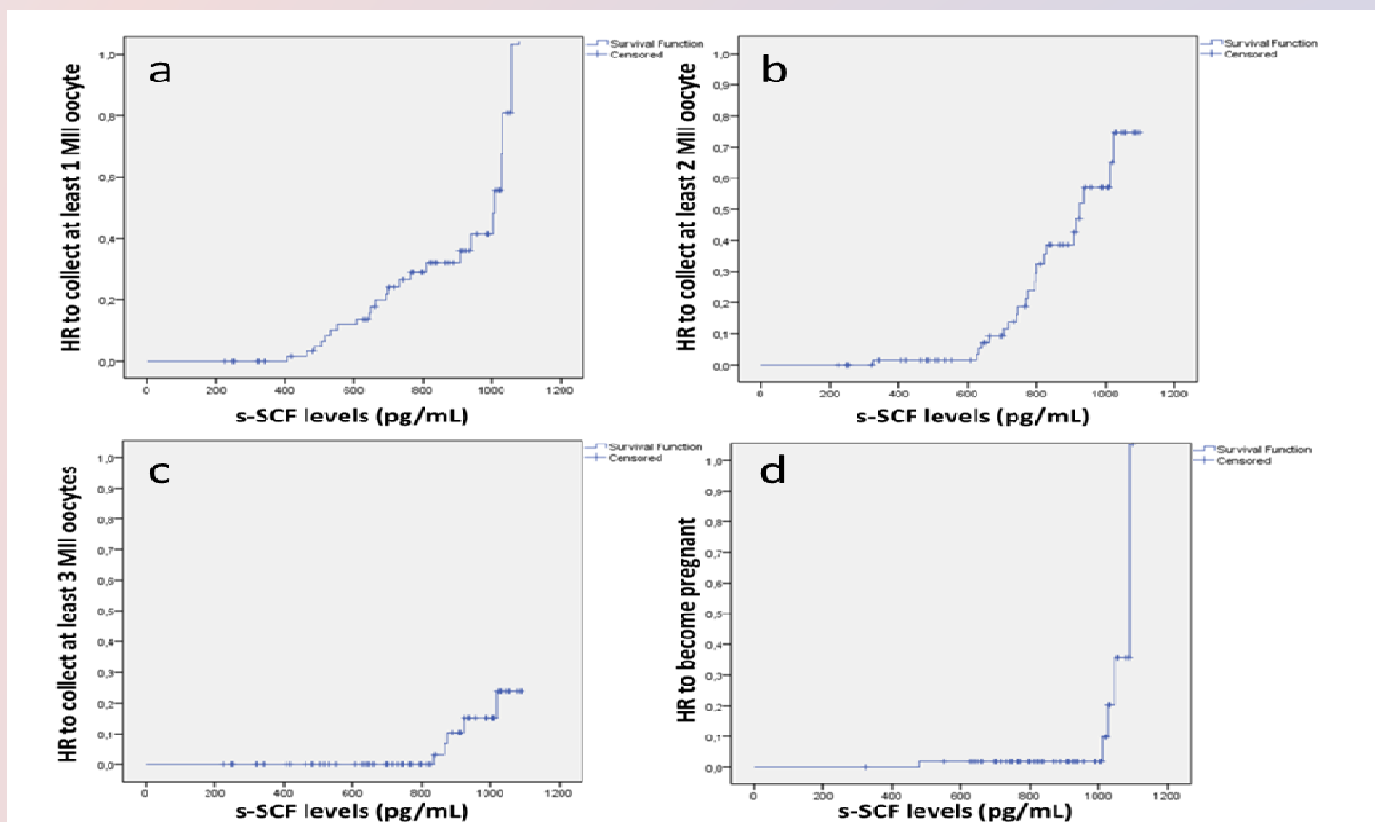 a
Survival Function
Censored
HR to collect at least 1 MII oocyte
1,0
0,8
0,6
0,4
0,2
0,0
0 200 400 600 800 1000 1200
s-SCF levels (pg/mL)
b
Survival Function
Censored
HR to collect at least 2 MII oocyte
1,0
0,9
0,8
0,7
0,6
0,5
0,4
0,3
0,2
0,1
0,0
0 200 400 600 800 1000 1200
s-SCF levels (pg/mL)
c
Survival Function
Censored
HR to collect at least 3 MII oocytes
1,0
0,9
0,8
0,7
0,6
0,5
0,4
0,3
0,2
0,1
0,0
0 200 400 600 800 1000 1200
s-SCF levels (pg/mL)
d
Survival Function
Censored
HR to become pregnant
1,0
0,9
0,8
0,7
0,6
0,5
0,4
0,3
0,2
0,1
0,0
0 200 400 600 800 1000 1200
s-SCF levels (pg/mL)